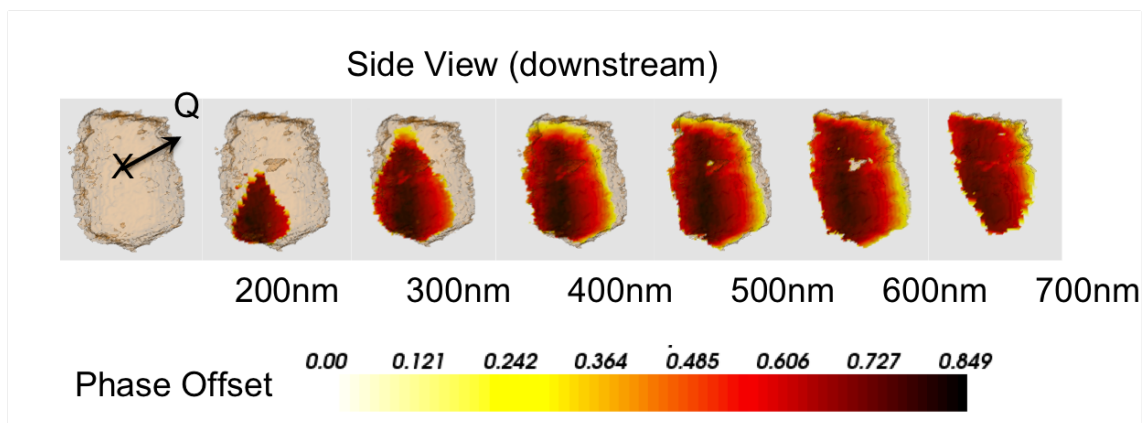 Side View (downstream)
Q
X
200nm 300nm 400nm 500nm 600nm 700nm
0.00 0.121 0.242 0.364 0.485 0.606 0.727 0.849
Phase Offset